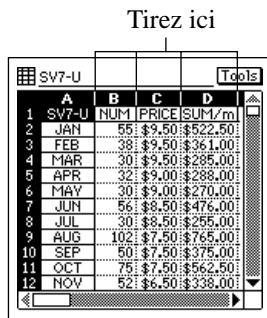 Tirez ici
SV7-U Tools
A B C D
1 SV7-U NUM PRICE SUM/m
2 JAN 55 $9.50 $522.50
3 FEB 38 $9.50 $361.00
4 MAR 30 $9.50 $285.00
5 APR 32 $9.00 $288.00
6 MAY 30 $9.00 $270.00
7 JUN 56 $8.50 $476.00
8 JUL 30 $8.50 $255.00
9 AUG 102 $7.50 $765.00
10 SEP 50 $7.50 $375.00
11 OCT 75 $7.50 $562.50
12 NOV 52 $6.50 $338.00